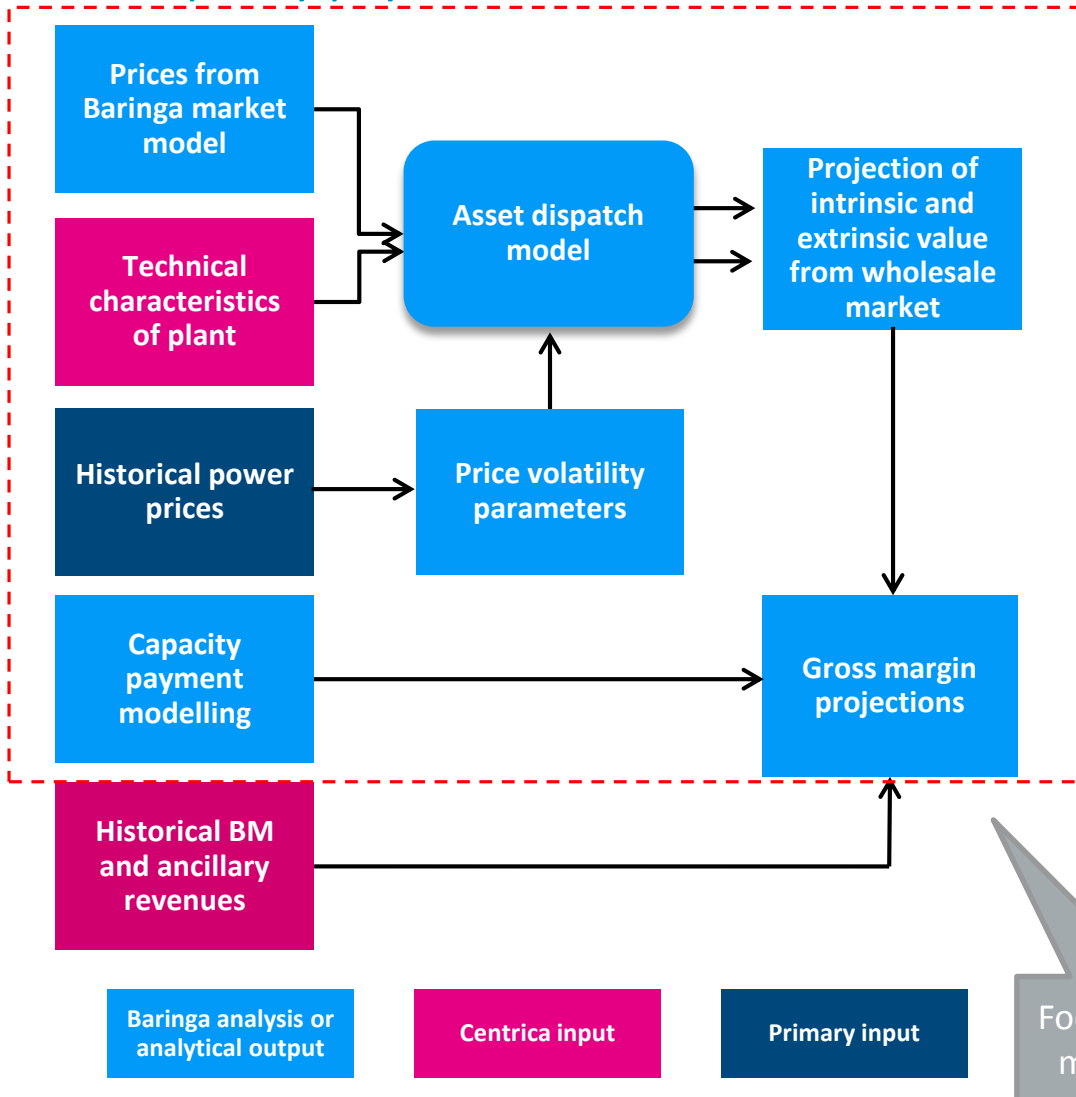 Prices from
Baringa market
model
Technical
characteristics
of plant
Asset dispatch
model
Projection of
intrinsic and
extrinsic value
from wholesale
market
Historical power
prices
Price volatility
parameters
Capacity
payment
modelling
Gross margin
projections
Historical BM
and ancillary
revenues
Baringa analysis or
analytical output
Centrica input
Primary input